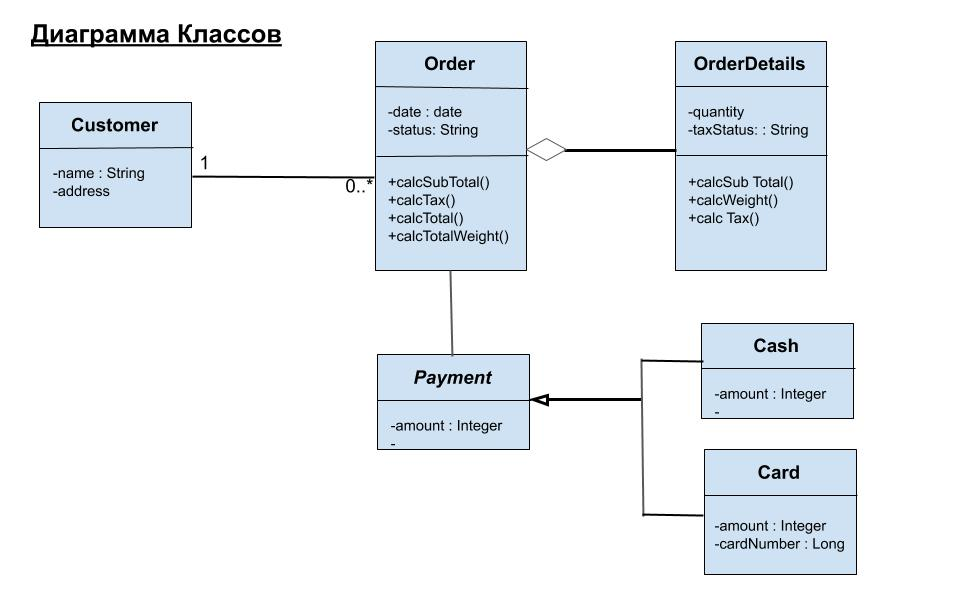 Диаграмма Классов
Customer
-name : String
-address
1
0..*
Order
-date : date
-status: String
+calcSubTotal()
+calcTax()
+calcTotal()
+calcTotalWeight()
OrderDetails
-quantity
-taxStatus: : String
+calcSub Total()
+calcWeight()
+calc Tax()
Payment
-amount : Integer
-
Cash
-amount : Integer
-
Card
-amount : Integer
-cardNumber : Long